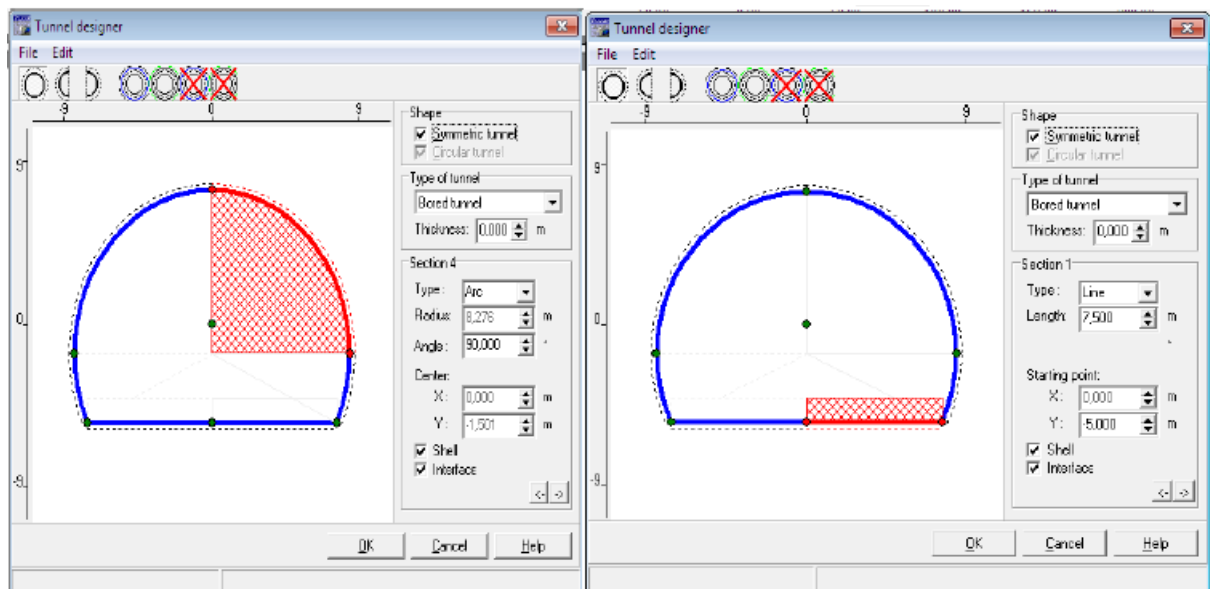 Tunnel designer
File Edit
-9 0 9
9
0
-9
Shape
Symmetric tunnel
Circular tunnel
Type of tunnel
Bored tunnel
Thickness: 0,000 m
Section 4
Type: Arc
Radius: 8,276 m
Angle: 90,000 °
Center:
X: 0,000 m
Y: -1,501 m
Shell
Interface
<- ->
OK Cancel Help
Tunnel designer
File Edit
-9 0 9
9
0
-9
Shape
Symmetric tunnel
Circular tunnel
Type of tunnel
Bored tunnel
Thickness: 0,000 m
Section 1
Type: Line
Length: 7,500 m
°
Starting point:
X: 0,000 m
Y: -5,000 m
Shell
Interface
<- ->
OK Cancel Help